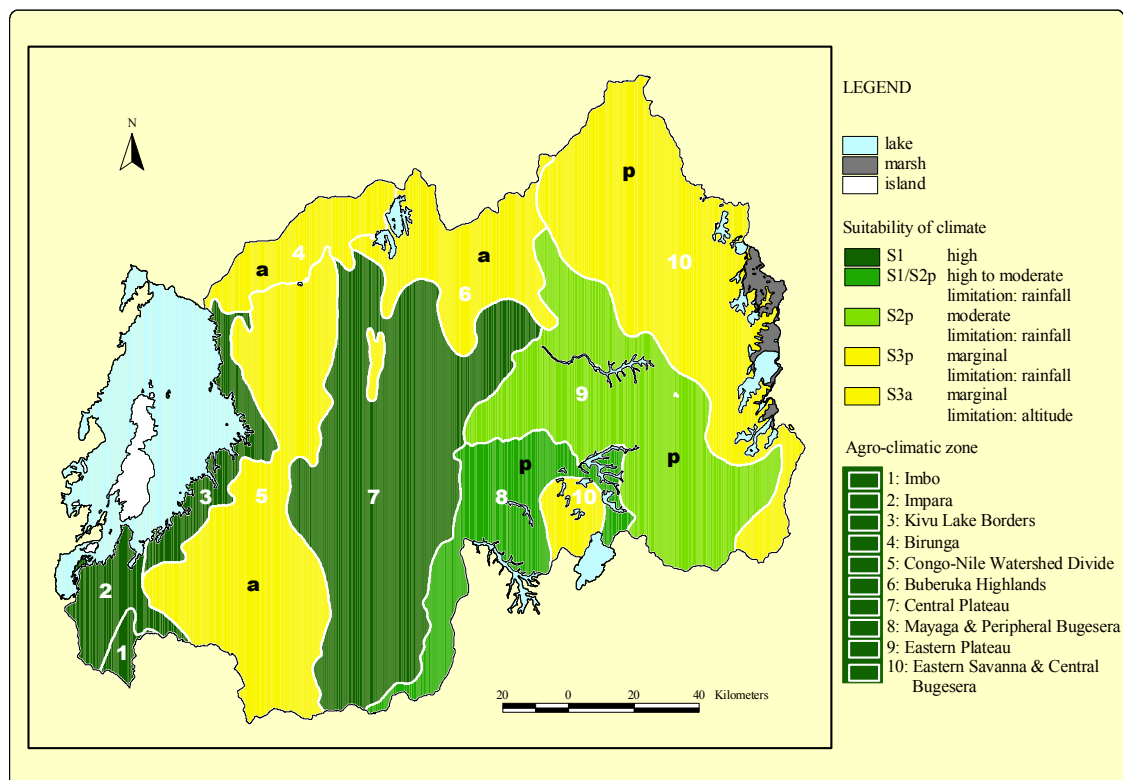 N
LEGEND
lake
marsh
island
Suitability of climate
S1 high
S1/S2p high to moderate
limitation: rainfall
S2p moderate
limitation: rainfall
S3p marginal
limitation: rainfall
S3a marginal
limitation: altitude
Agro-climatic zone
1: Imbo
2: Impara
3: Kivu Lake Borders
4: Birunga
5: Congo-Nile Watershed Divide
6: Buberuka Highlands
7: Central Plateau
8: Mayaga & Peripheral Bugesera
9: Eastern Plateau
10: Eastern Savanna & Central
Bugesera
p
4
a
a
10
6
9
p
p
3
5
7
8
10
a
2
1
20 0 20 40 Kilometers